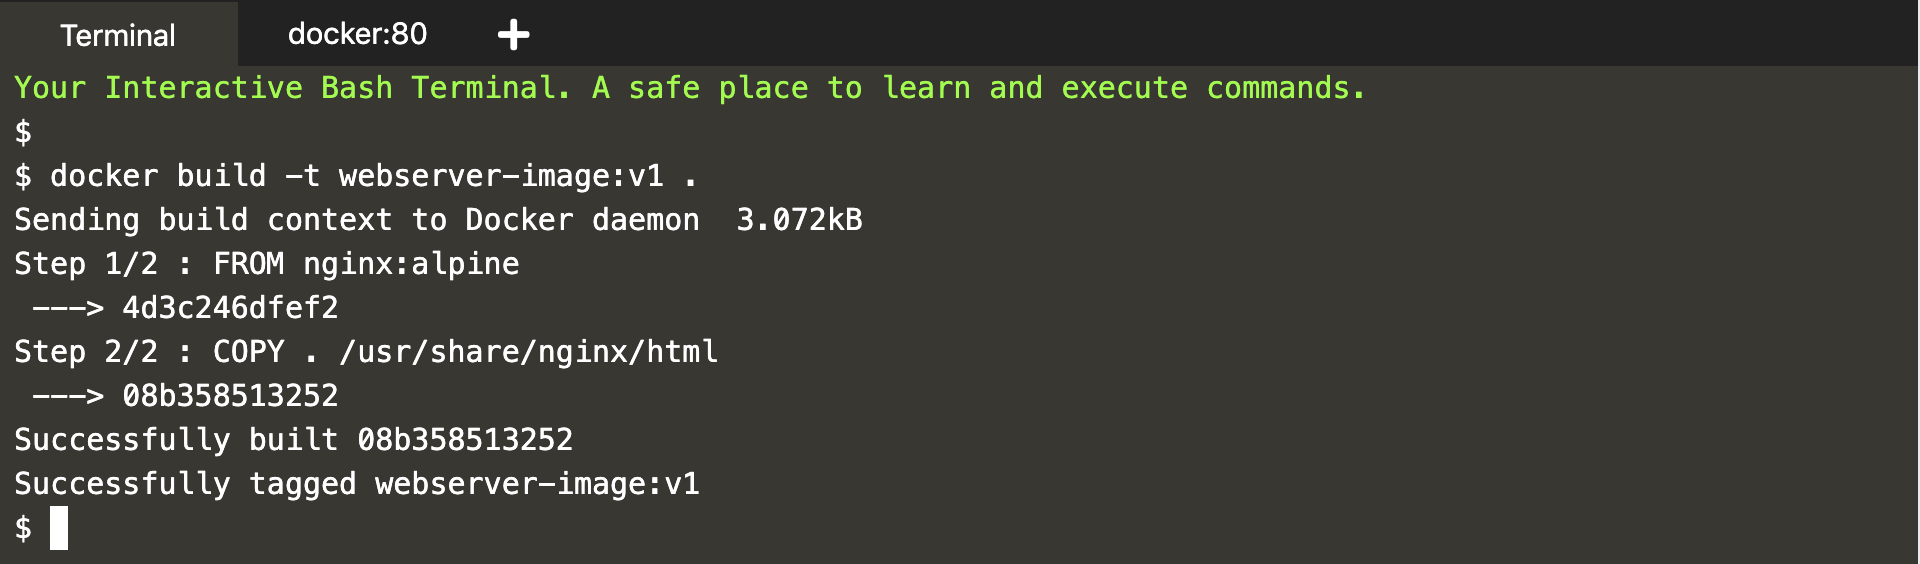 Terminal docker:80 +
Your Interactive Bash Terminal. A safe place to learn and execute commands.
$
$ docker build -t webserver-image:v1 .
Sending build context to Docker daemon  3.072kB
Step 1/2 : FROM nginx:alpine
 ---> 4d3c246dfef2
Step 2/2 : COPY . /usr/share/nginx/html
 ---> 08b358513252
Successfully built 08b358513252
Successfully tagged webserver-image:v1
$